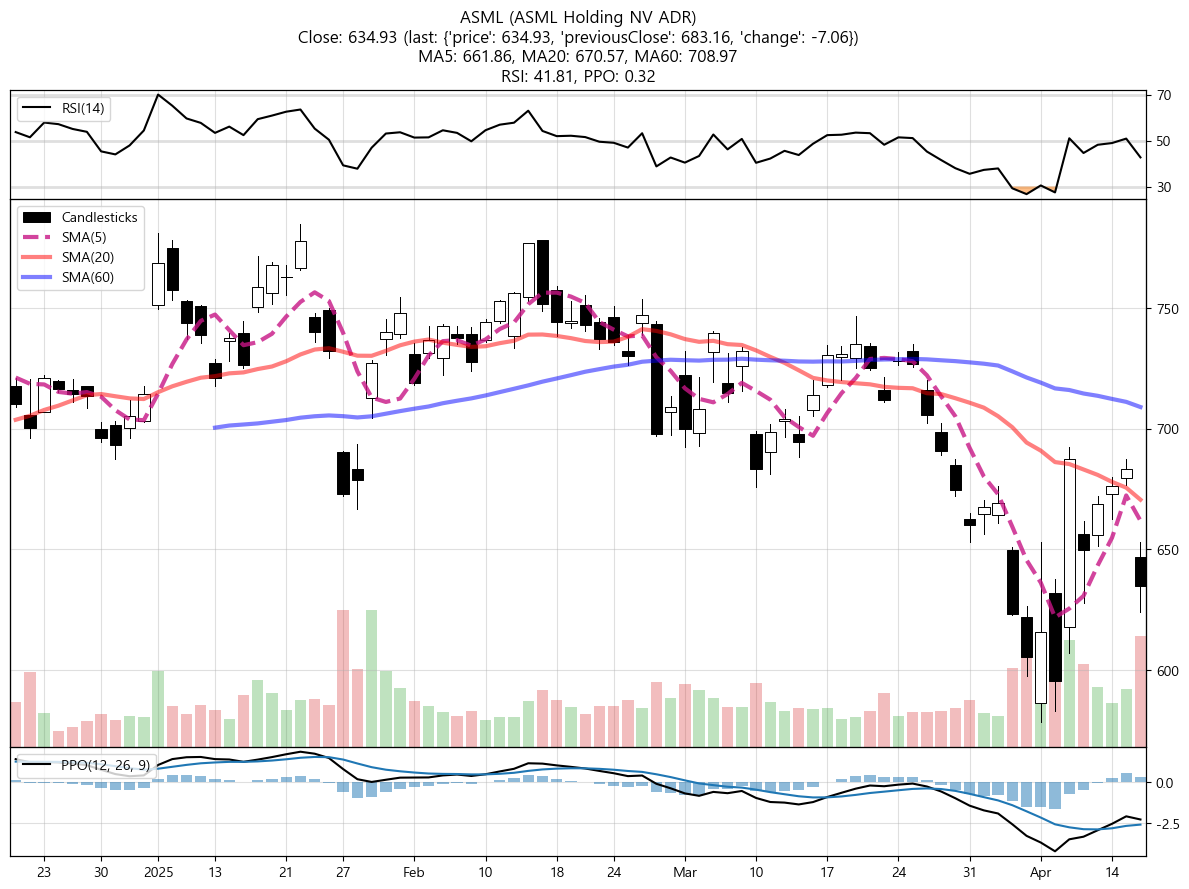 ASML (ASML Holding NV ADR)
Close: 634.93 (last: {'price': 634.93, 'previousClose': 683.16, 'change': -7.06})
MA5: 661.86, MA20: 670.57, MA60: 708.97
RSI: 41.81, PPO: 0.32
RSI(14)
70
50
30
Candlesticks
SMA(5)
SMA(20)
SMA(60)
750
700
650
600
PPO(12, 26, 9)
0.0
-2.5
23 30 2025 13 21 27 Feb 10 18 24 Mar 10 17 24 31 Apr 14